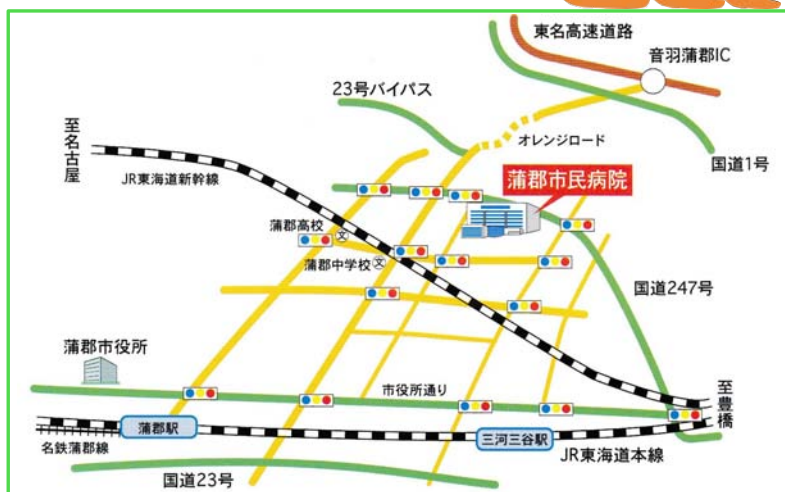 東名高速道路
音羽蒲郡IC
23号バイパス
オレンジロード
国道1号
至名古屋
JR東海道新幹線
蒲郡市民病院
蒲郡高校
文
蒲郡中学校
文
国道247号
蒲郡市役所
市役所通り
至豊橋
蒲郡駅
三河三谷駅
名鉄蒲郡線
JR東海道本線
国道23号